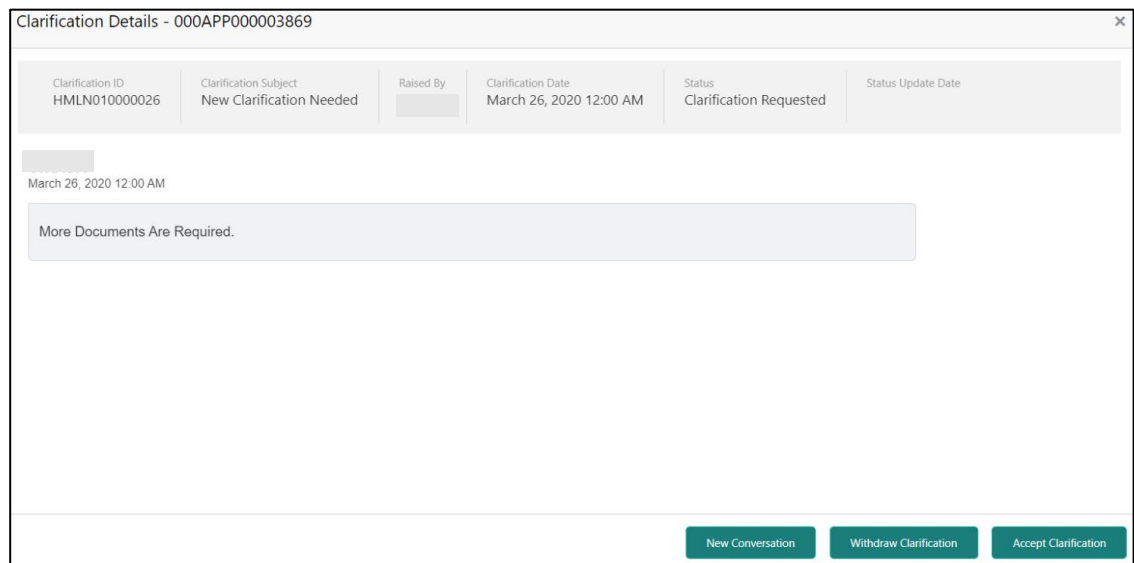 Clarification Details - 000APP000003869
Clarification ID Clarification Subject Raised By Clarification Date Status Status Update Date
HMLN010000026 New Clarification Needed March 26, 2020 12:00 AM Clarification Requested
March 26, 2020 12:00 AM
More Documents Are Required.
New Conversation Withdraw Clarification Accept Clarification